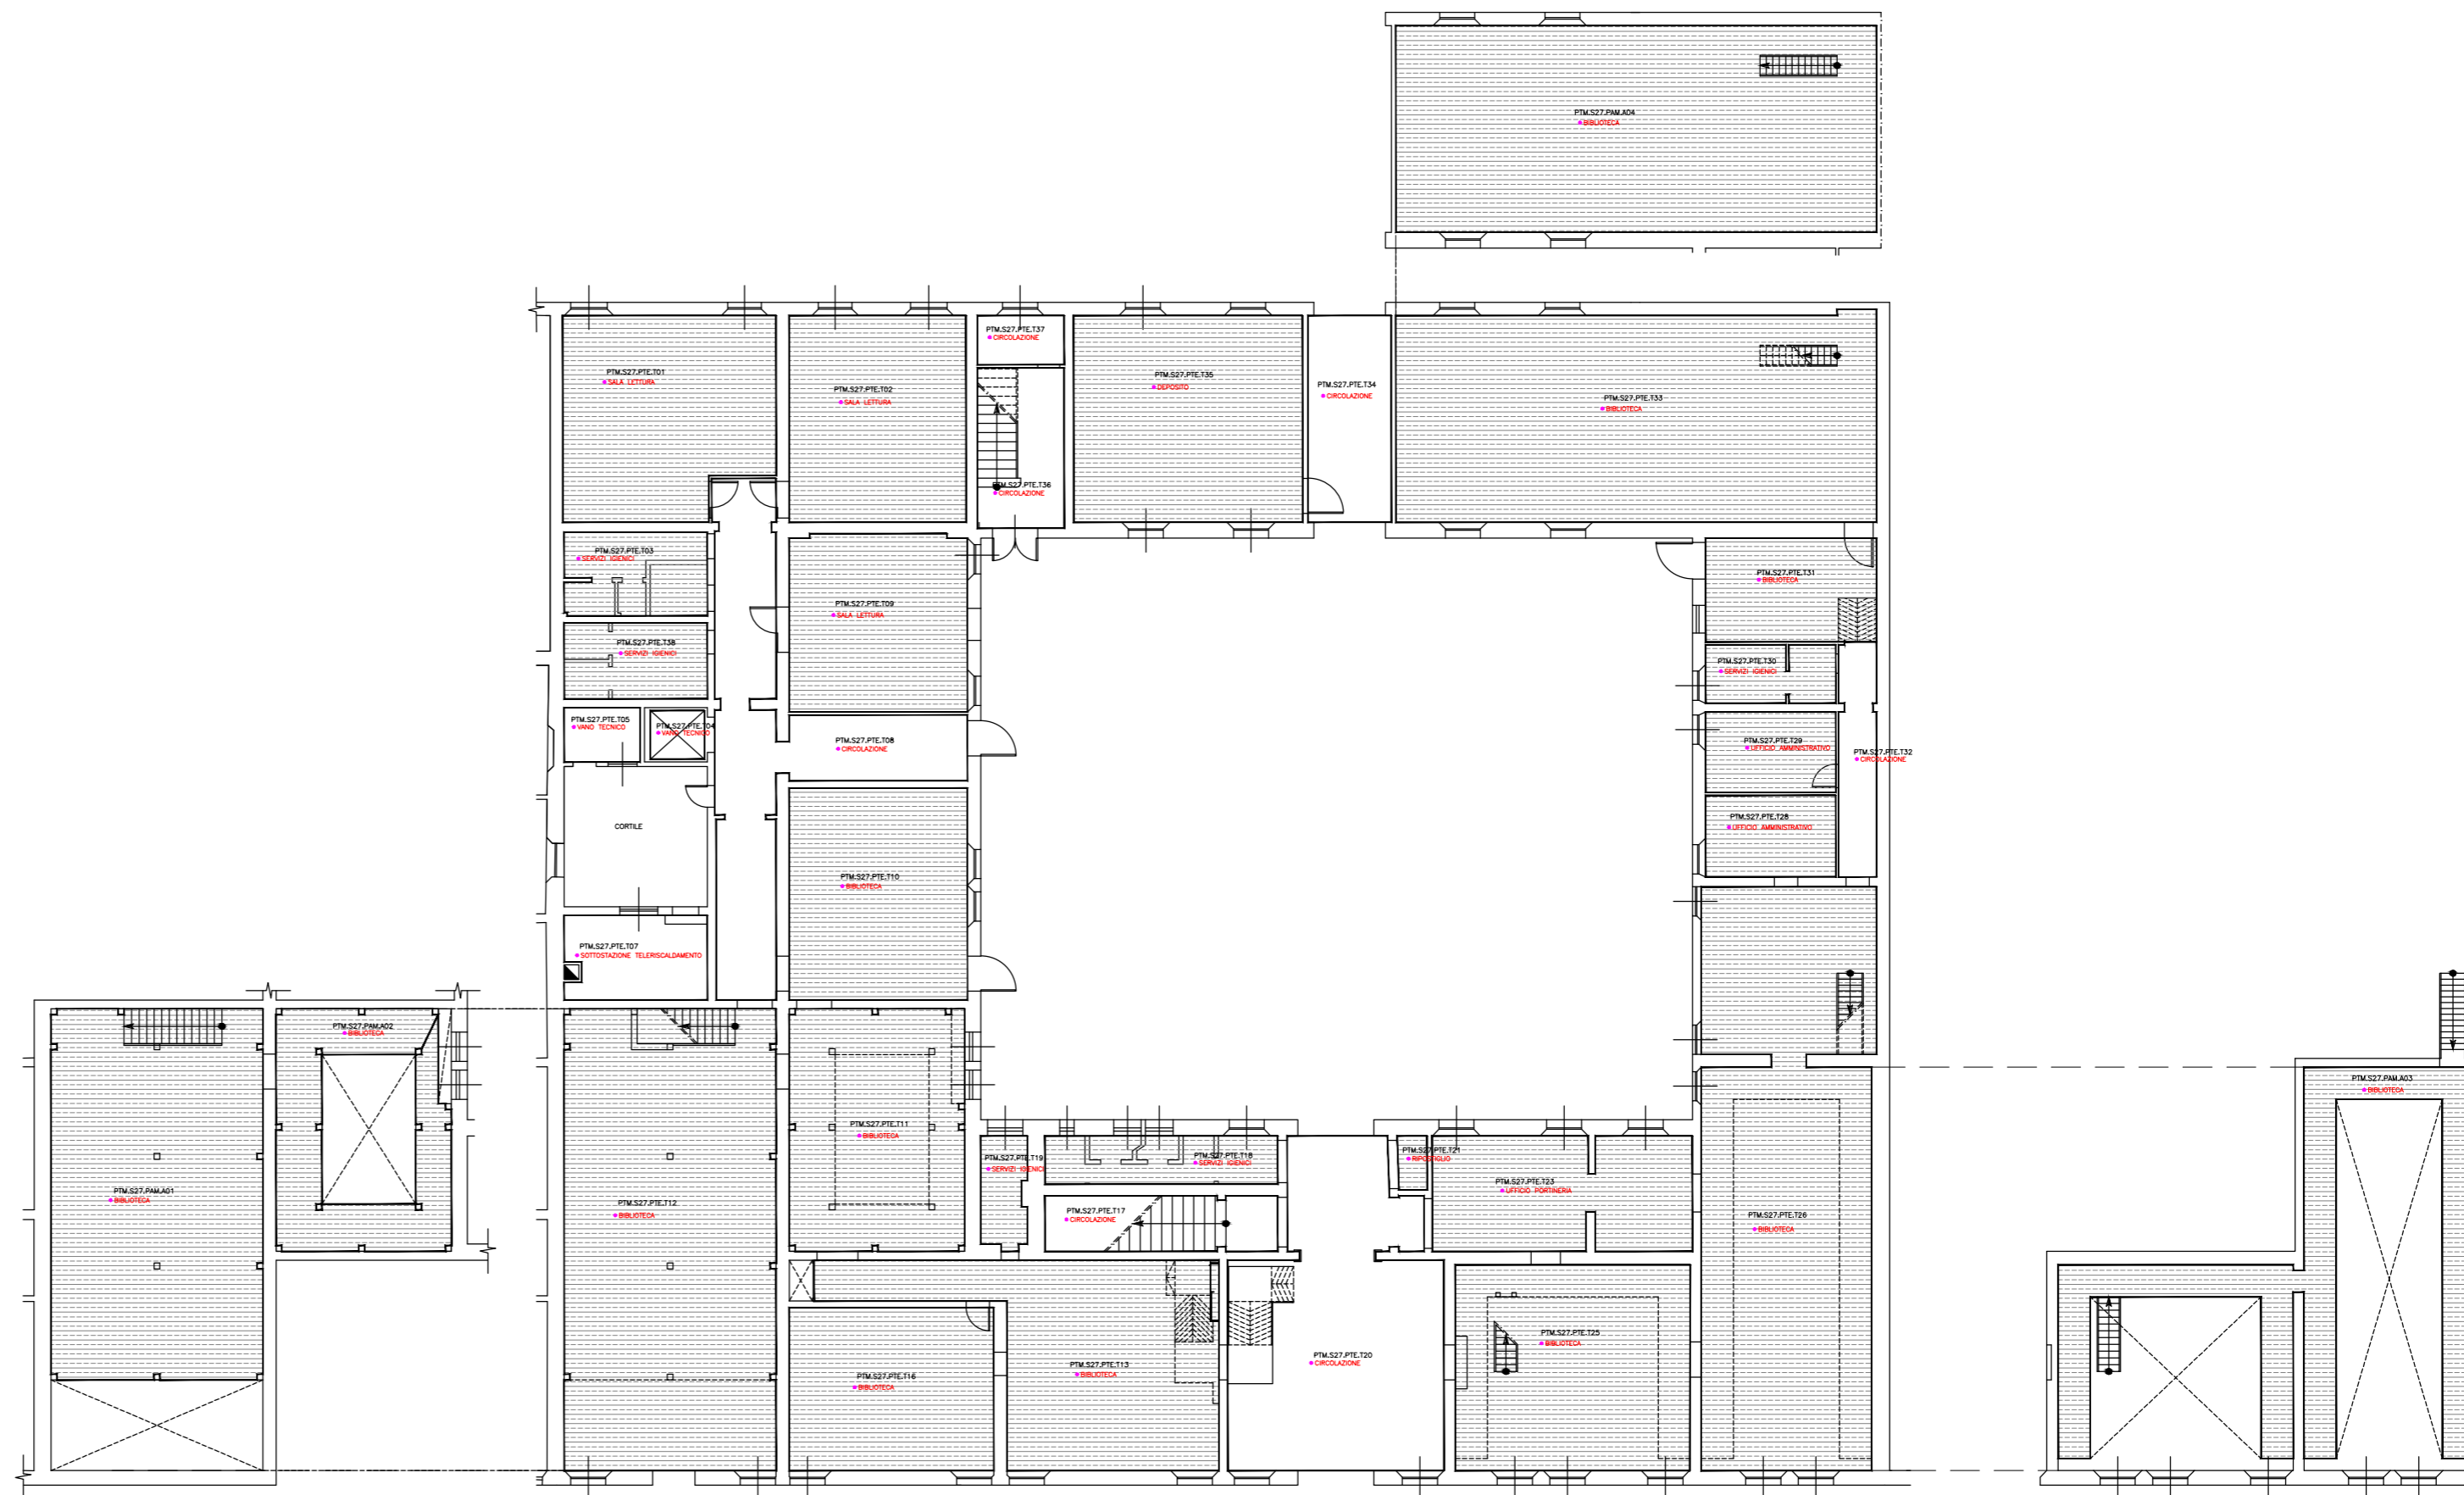 PTM.S27.PAM.A04
BIBLIOTECA
PTM.S27.PTE.T37
CIRCOLAZIONE
PTM.S27.PTE.T01
SALA LETTURA
PTM.S27.PTE.T02
SALA LETTURA
PTM.S27.PTE.T35
DEPOSITO
PTM.S27.PTE.T34
CIRCOLAZIONE
PTM.S27.PTE.T33
BIBLIOTECA
PTM.S27.PTE.T36
CIRCOLAZIONE
PTM.S27.PTE.T03
SERVIZI IGIENICI
PTM.S27.PTE.T31
BIBLIOTECA
PTM.S27.PTE.T09
SALA LETTURA
PTM.S27.PTE.T38
SERVIZI IGIENICI
PTM.S27.PTE.T30
SERVIZI IGIENICI
PTM.S27.PTE.T05
VANO TECNICO
PTM.S27.PTE.T04
VANO TECNICO
PTM.S27.PTE.T08
CIRCOLAZIONE
PTM.S27.PTE.T29
UFFICIO AMMINISTRATIVO
PTM.S27.PTE.T32
CIRCOLAZIONE
CORTILE
PTM.S27.PTE.T28
UFFICIO AMMINISTRATIVO
PTM.S27.PTE.T10
BIBLIOTECA
PTM.S27.PTE.T07
SOTTOSTAZIONE TELERISCALDAMENTO
PTM.S27.PAM.A02
BIBLIOTECA
PTM.S27.PAM.A03
BIBLIOTECA
PTM.S27.PTE.T11
BIBLIOTECA
PTM.S27.PTE.T19
SERVIZI IGIENICI
PTM.S27.PTE.T18
SERVIZI IGIENICI
PTM.S27.PTE.T21
RIPOSTIGLIO
PTM.S27.PTE.T23
UFFICIO PORTINERIA
PTM.S27.PAM.A01
BIBLIOTECA
PTM.S27.PTE.T12
BIBLIOTECA
PTM.S27.PTE.T17
CIRCOLAZIONE
PTM.S27.PTE.T26
BIBLIOTECA
PTM.S27.PTE.T25
BIBLIOTECA
PTM.S27.PTE.T20
CIRCOLAZIONE
PTM.S27.PTE.T13
BIBLIOTECA
PTM.S27.PTE.T16
BIBLIOTECA